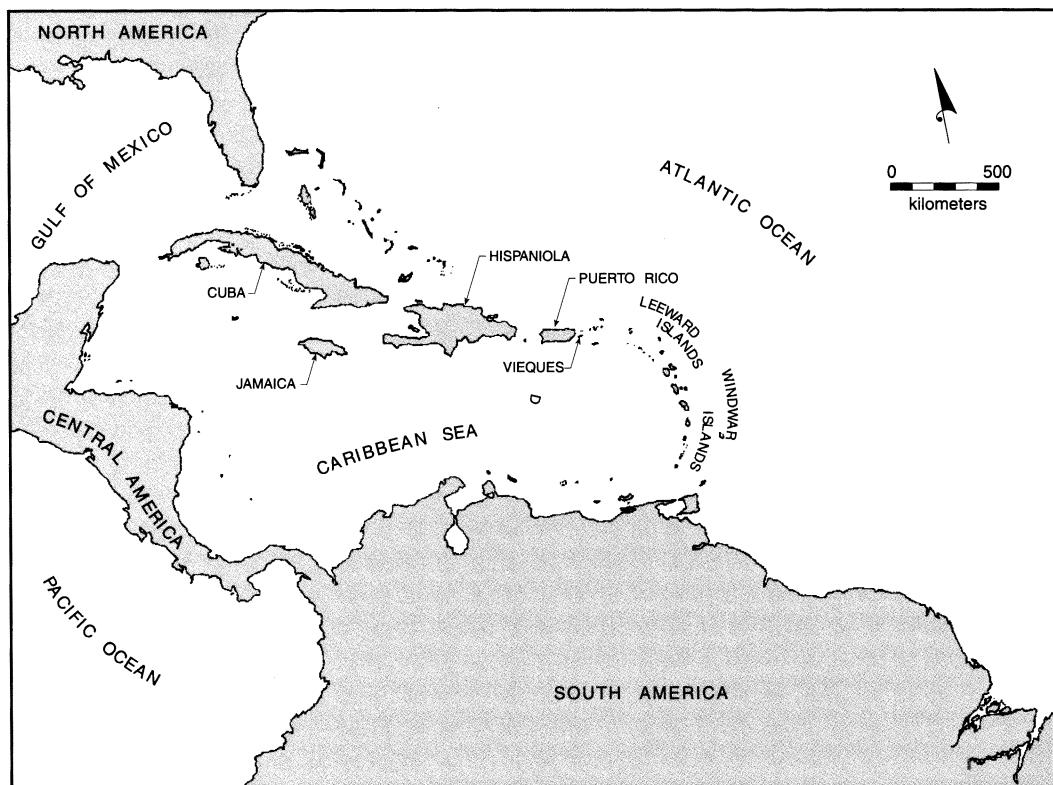 NORTH AMERICA
GULF OF MEXICO
ATLANTIC OCEAN
0 500
kilometers
HISPANIOLA
PUERTO RICO
CUBA
LEEWARD
ISLANDS
VIEQUES
JAMAICA
WINDWAR
ISLANDS
CARIBBEAN SEA
CENTRAL AMERICA
PACIFIC OCEAN
SOUTH AMERICA